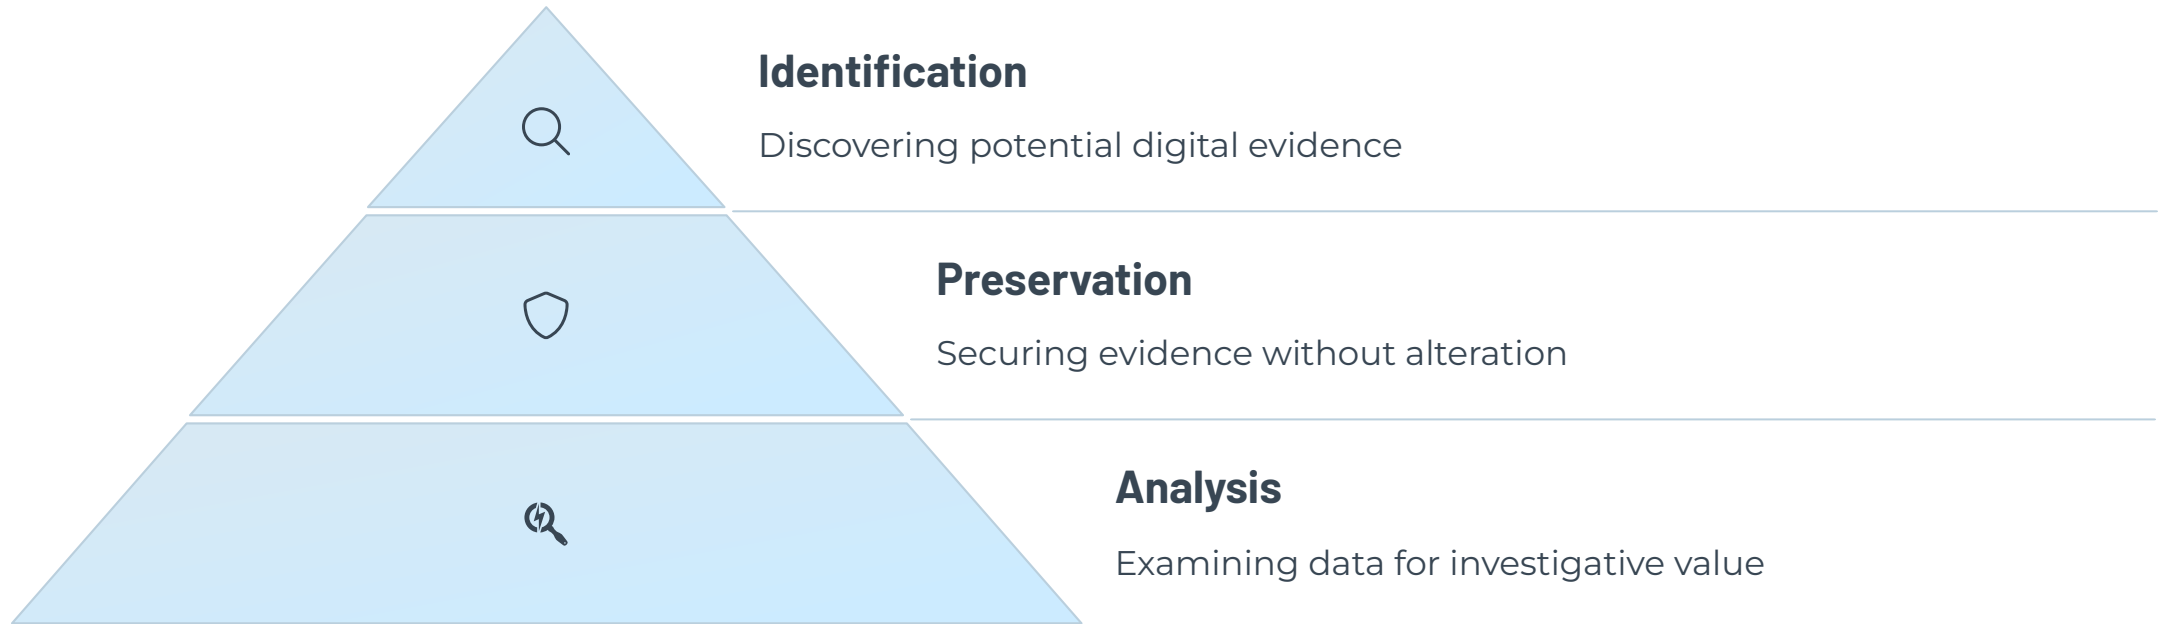 Identification
Discovering potential digital evidence
Preservation
Securing evidence without alteration
Analysis
Examining data for investigative value